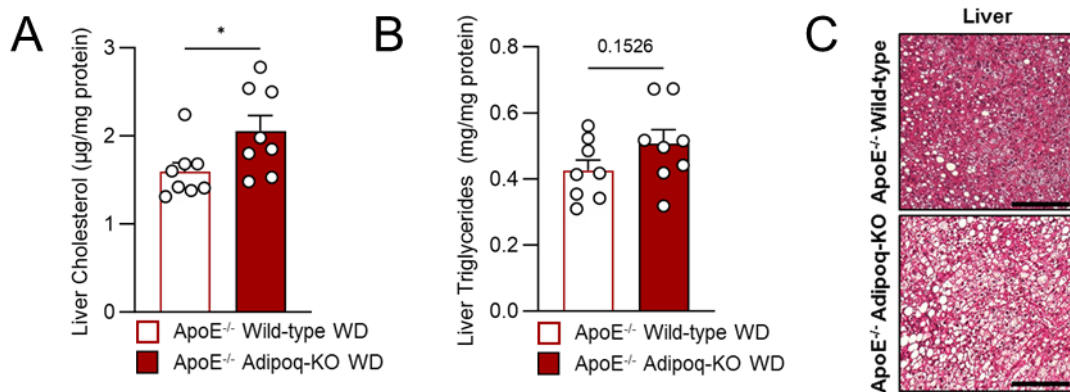 A
Liver Cholesterol (µg/mg protein)
3
2
1
0
*
ApoE⁻/⁻ Wild-type WD
ApoE⁻/⁻ Adipoq-KO WD
B
Liver Triglycerides (mg/mg protein)
0.8
0.6
0.4
0.2
0.0
0.1526
ApoE⁻/⁻ Wild-type WD
ApoE⁻/⁻ Adipoq-KO WD
C
Liver
ApoE⁻/⁻ Wild-type
ApoE⁻/⁻ Adipoq-KO